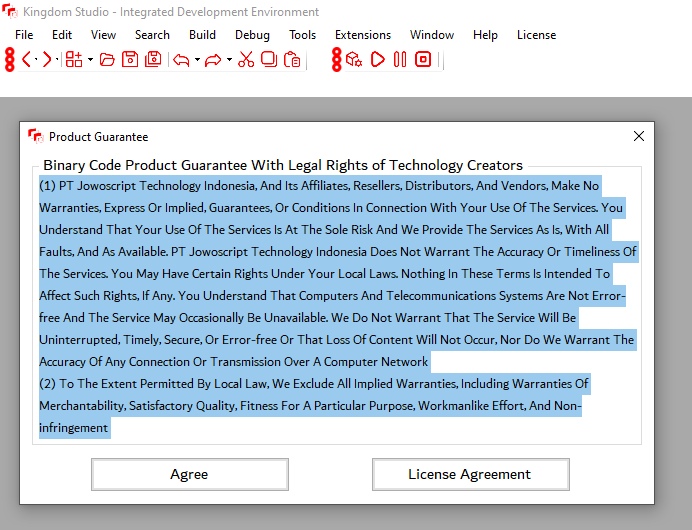 Kingdom Studio - Integrated Development Environment
File Edit View Search Build Debug Tools Extensions Window Help License
Product Guarantee
Binary Code Product Guarantee With Legal Rights of Technology Creators
(1) PT Jowoscript Technology Indonesia, And Its Affiliates, Resellers, Distributors, And Vendors, Make No
Warranties, Express Or Implied, Guarantees, Or Conditions In Connection With Your Use Of The Services. You
Understand That Your Use Of The Services Is At The Sole Risk And We Provide The Services As Is, With All
Faults, And As Available. PT Jowoscript Technology Indonesia Does Not Warrant The Accuracy Or Timeliness Of
The Services. You May Have Certain Rights Under Your Local Laws. Nothing In These Terms Is Intended To
Affect Such Rights, If Any. You Understand That Computers And Telecommunications Systems Are Not Error-
free And The Service May Occasionally Be Unavailable. We Do Not Warrant That The Service Will Be
Uninterrupted, Timely, Secure, Or Error-free Or That Loss Of Content Will Not Occur, Nor Do We Warrant The
Accuracy Of Any Connection Or Transmission Over A Computer Network
(2) To The Extent Permitted By Local Law, We Exclude All Implied Warranties, Including Warranties Of
Merchantability, Satisfactory Quality, Fitness For A Particular Purpose, Workmanlike Effort, And Non-
infringement
Agree License Agreement